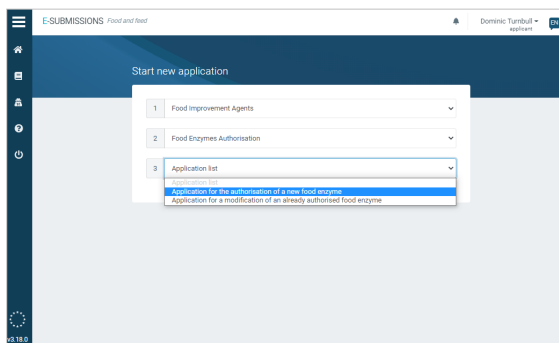 E-SUBMISSIONS Food and feed
Dominic Turnbull
EN
applicant
Start new application
1 Food Improvement Agents
2 Food Enzymes Authorisation
3 Application list
Application list
Application for the authorisation of a new food enzyme
Application for a modification of an already authorised food enzyme
v3.18.0